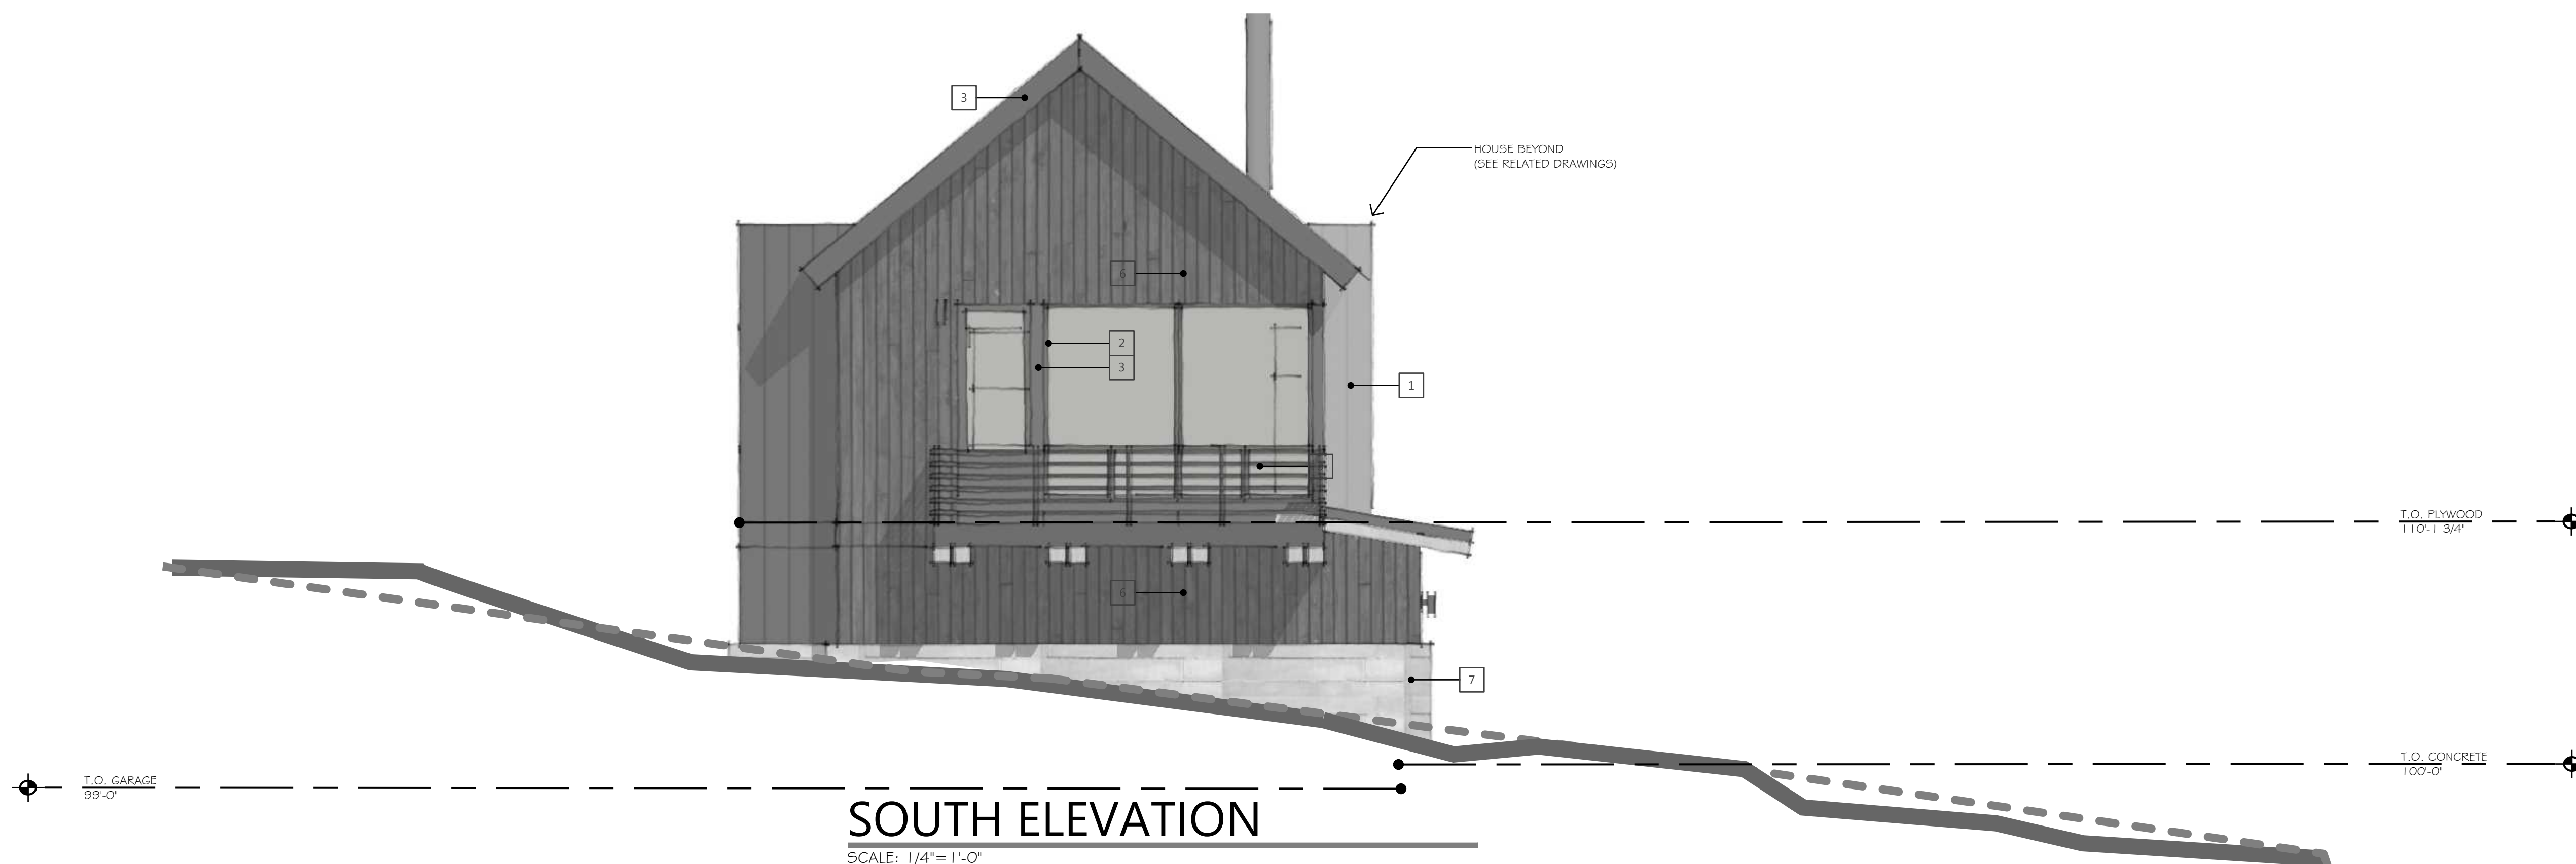 3
HOUSE BEYOND
(SEE RELATED DRAWINGS)
6
2
3
1
T.O. PLYWOOD
110'-1 3/4"
6
7
T.O. GARAGE
99'-0"
T.O. CONCRETE
100'-0"
SOUTH ELEVATION
SCALE: 1/4"=1'-0"